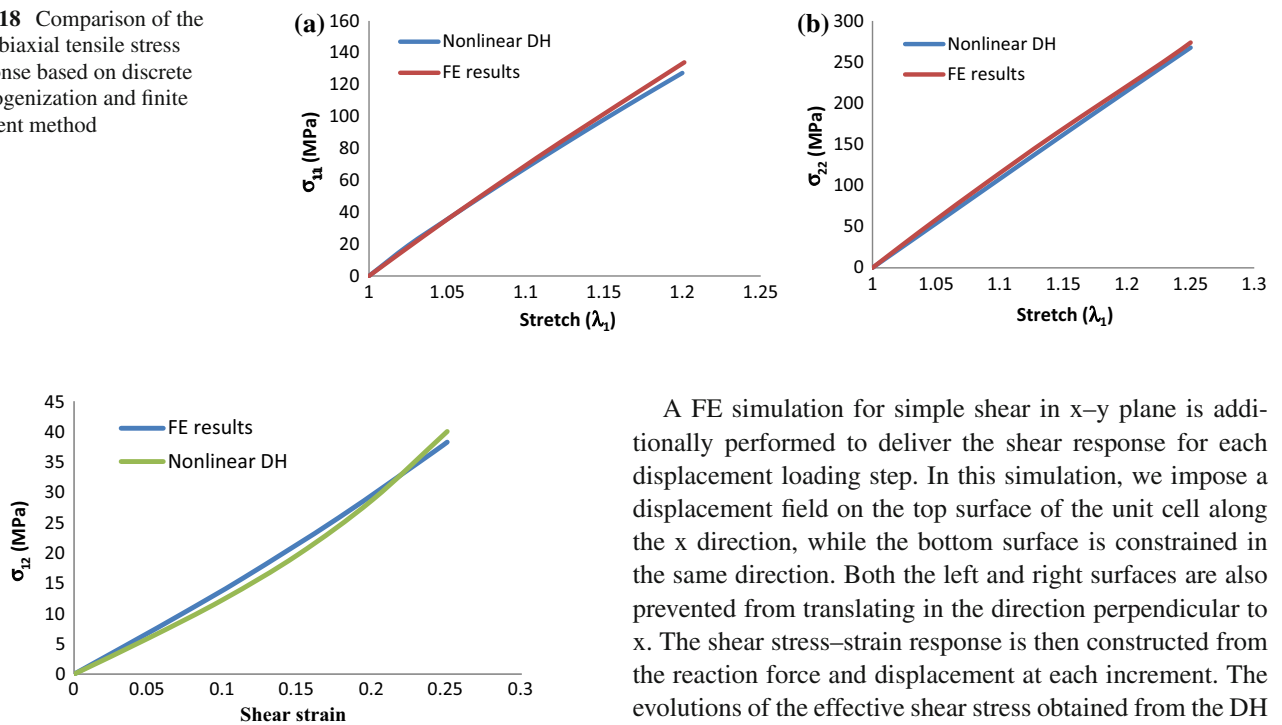 18 Comparison of the
biaxial tensile stress
onse based on discrete
ogenization and finite
ent method
(a)
160
140
120
100
80
60
40
20
0
σ11 (MPa)
Nonlinear DH
FE results
1 1.05 1.1 1.15 1.2 1.25
Stretch (λ1)
(b)
300
250
200
150
100
50
0
σ22 (MPa)
Nonlinear DH
FE results
1 1.05 1.1 1.15 1.2 1.25 1.3
Stretch (λ1)
45
40
35
30
25
20
15
10
5
0
σ12 (MPa)
FE results
Nonlinear DH
0 0.05 0.1 0.15 0.2 0.25 0.3
Shear strain
A FE simulation for simple shear in x–y plane is addi-
tionally performed to deliver the shear response for each
displacement loading step. In this simulation, we impose a
displacement field on the top surface of the unit cell along
the x direction, while the bottom surface is constrained in
the same direction. Both the left and right surfaces are also
prevented from translating in the direction perpendicular to
x. The shear stress–strain response is then constructed from
the reaction force and displacement at each increment. The
evolutions of the effective shear stress obtained from the DH